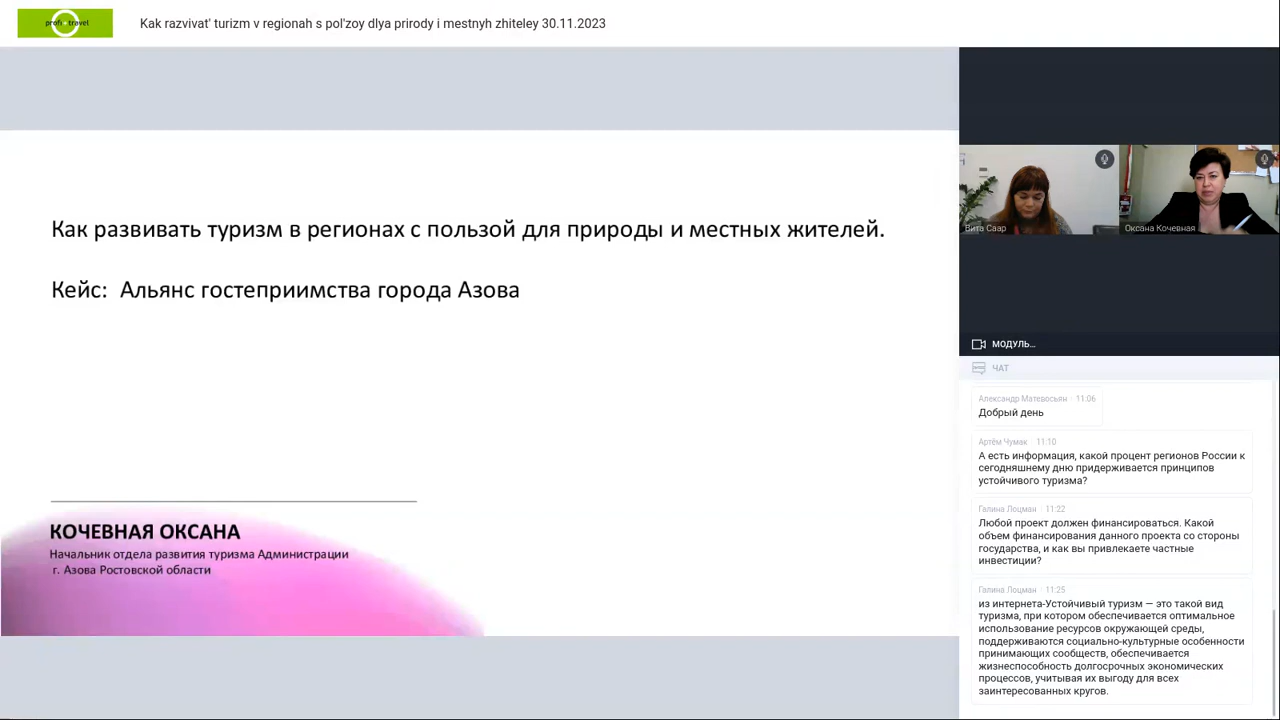 profi travel
Kak razvivat' turizm v regionah s pol'zoy dlya prirody i mestnyh zhiteley 30.11.2023
Как развивать туризм в регионах с пользой для природы и местных жителей.
Кейс: Альянс гостеприимства города Азова
КОЧЕВНАЯ ОКСАНА
Начальник отдела развития туризма Администрации
г. Азова Ростовской области
Вита Саар
Оксана Кочевная
МОДУЛЬ…
ЧАТ
Александр Матевосьян · 11:06
Добрый день
Артём Чумак · 11:10
А есть информация, какой процент регионов России к
сегодняшнему дню придерживается принципов
устойчивого туризма?
Галина Лоцман · 11:22
Любой проект должен финансироваться. Какой
объем финансирования данного проекта со стороны
государства, и как вы привлекаете частные
инвестиции?
Галина Лоцман · 11:25
из интернета-Устойчивый туризм — это такой вид
туризма, при котором обеспечивается оптимальное
использование ресурсов окружающей среды,
поддерживаются социально-культурные особенности
принимающих сообществ, обеспечивается
жизнеспособность долгосрочных экономических
процессов, учитывая их выгоду для всех
заинтересованных кругов.